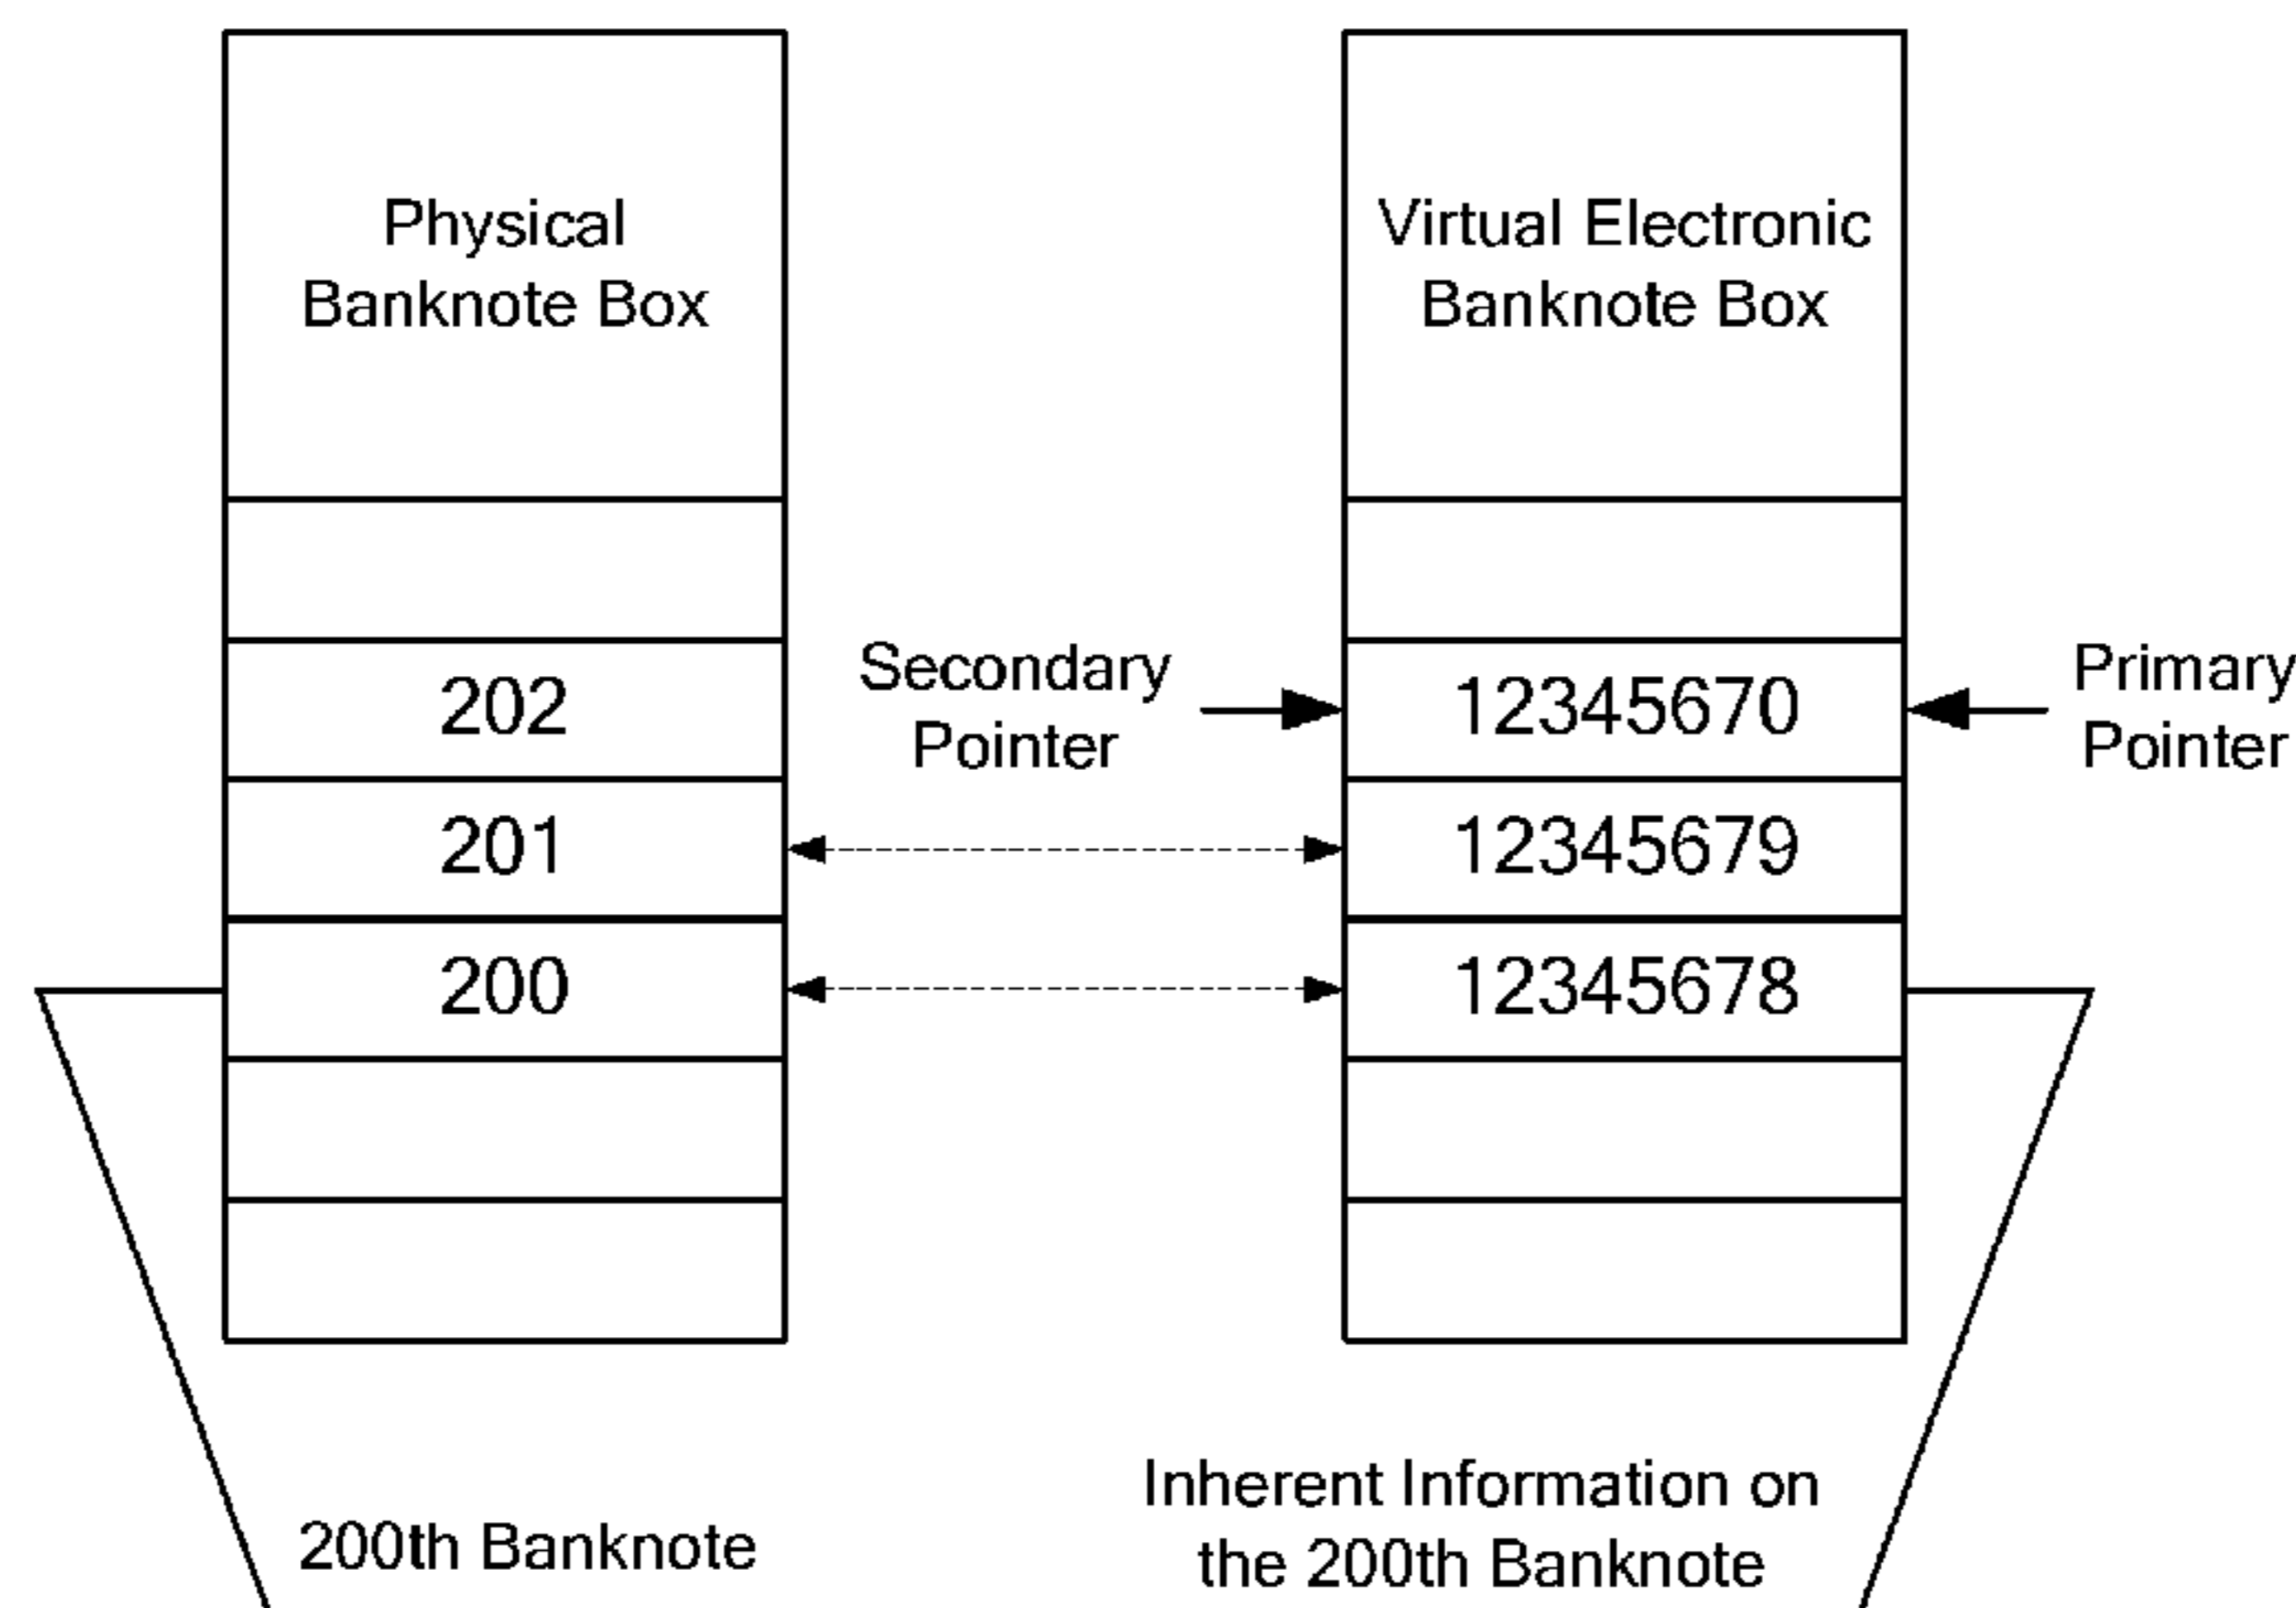 Physical
Banknote Box
Virtual Electronic
Banknote Box
Secondary
Pointer
Primary
Pointer
202
12345670
201
12345679
200
12345678
200th Banknote
Inherent Information on
the 200th Banknote